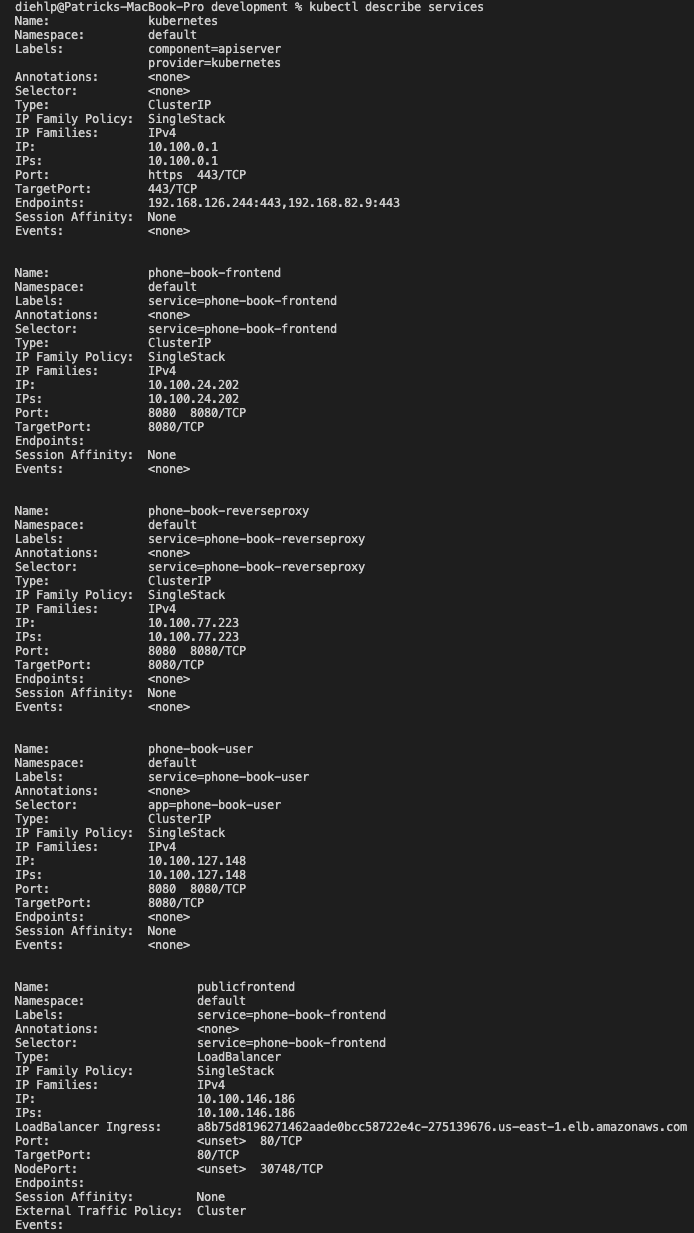 diehlp@Patricks-MacBook-Pro development % kubectl describe services
Name:              kubernetes
Namespace:         default
Labels:            component=apiserver
                   provider=kubernetes
Annotations:       <none>
Selector:          <none>
Type:              ClusterIP
IP Family Policy:  SingleStack
IP Families:       IPv4
IP:                10.100.0.1
IPs:               10.100.0.1
Port:              https  443/TCP
TargetPort:        443/TCP
Endpoints:         192.168.126.244:443,192.168.82.9:443
Session Affinity:  None
Events:            <none>

Name:              phone-book-frontend
Namespace:         default
Labels:            service=phone-book-frontend
Annotations:       <none>
Selector:          service=phone-book-frontend
Type:              ClusterIP
IP Family Policy:  SingleStack
IP Families:       IPv4
IP:                10.100.24.202
IPs:               10.100.24.202
Port:              8080  8080/TCP
TargetPort:        8080/TCP
Endpoints:
Session Affinity:  None
Events:            <none>

Name:              phone-book-reverseproxy
Namespace:         default
Labels:            service=phone-book-reverseproxy
Annotations:       <none>
Selector:          service=phone-book-reverseproxy
Type:              ClusterIP
IP Family Policy:  SingleStack
IP Families:       IPv4
IP:                10.100.77.223
IPs:               10.100.77.223
Port:              8080  8080/TCP
TargetPort:        8080/TCP
Endpoints:         <none>
Session Affinity:  None
Events:            <none>

Name:              phone-book-user
Namespace:         default
Labels:            service=phone-book-user
Annotations:       <none>
Selector:          app=phone-book-user
Type:              ClusterIP
IP Family Policy:  SingleStack
IP Families:       IPv4
IP:                10.100.127.148
IPs:               10.100.127.148
Port:              8080  8080/TCP
TargetPort:        8080/TCP
Endpoints:         <none>
Session Affinity:  None
Events:            <none>

Name:                     publicfrontend
Namespace:                default
Labels:                   service=phone-book-frontend
Annotations:              <none>
Selector:                 service=phone-book-frontend
Type:                     LoadBalancer
IP Family Policy:         SingleStack
IP Families:              IPv4
IP:                       10.100.146.186
IPs:                      10.100.146.186
LoadBalancer Ingress:     a8b75d8196271462aade0bcc58722e4c-275139676.us-east-1.elb.amazonaws.com
Port:                     <unset>  80/TCP
TargetPort:               80/TCP
NodePort:                 <unset>  30748/TCP
Endpoints:
Session Affinity:         None
External Traffic Policy:  Cluster
Events: